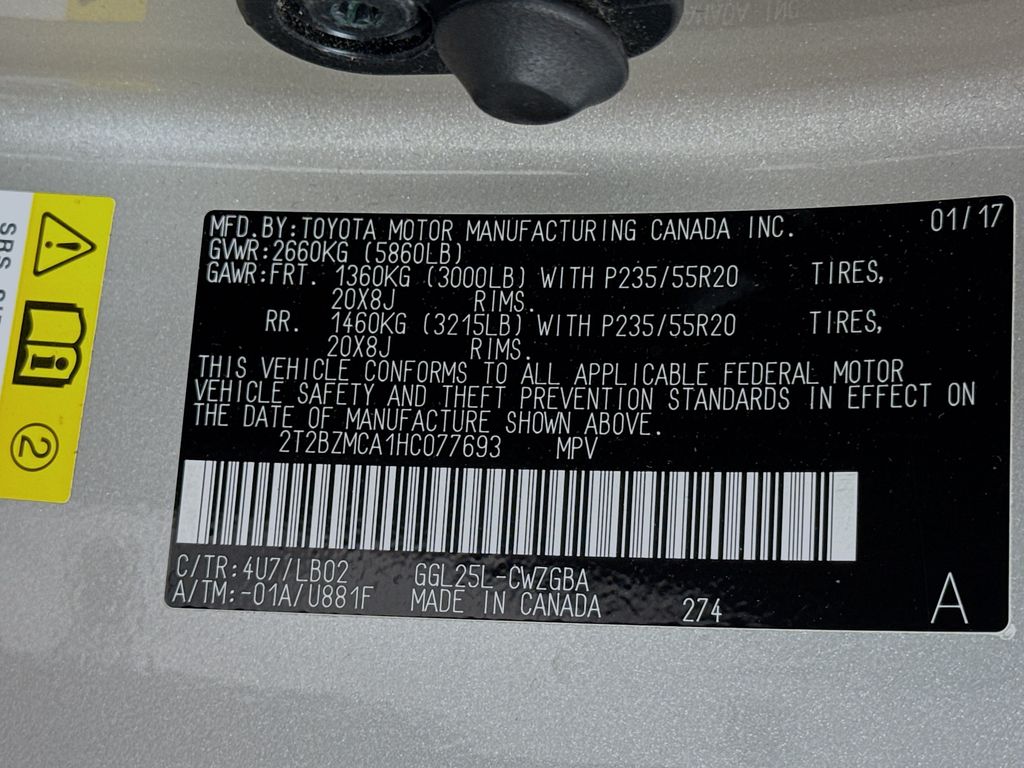 MFD.BY:TOYOTA MOTOR MANUFACTURING CANADA INC. 01/17
GVWR:2660KG (5860LB)
GAWR:FRT. 1360KG (3000LB) WITH P235/55R20 TIRES,
20X8J RIMS.
RR. 1460KG (3215LB) WITH P235/55R20 TIRES,
20X8J RIMS.
THIS VEHICLE CONFORMS TO ALL APPLICABLE FEDERAL MOTOR
VEHICLE SAFETY AND THEFT PREVENTION STANDARDS IN EFFECT ON
THE DATE OF MANUFACTURE SHOWN ABOVE.
2T2BZMCA1HC077693 MPV
C/TR:4U7/LB02 GGL25L-CWZGBA
A/TM:-01A/U881F MADE IN CANADA 274 A
SRS
2